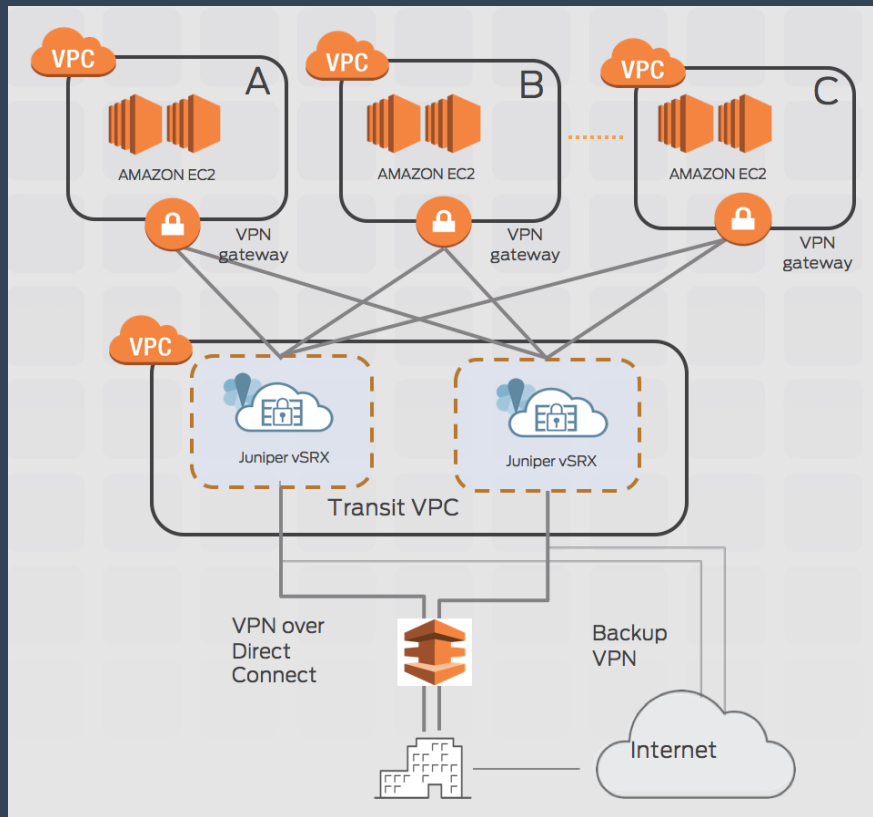 VPC
A
AMAZON EC2
VPN
gateway
VPC
B
AMAZON EC2
VPN
gateway
VPC
C
AMAZON EC2
VPN
gateway
VPC
Juniper vSRX
Juniper vSRX
Transit VPC
VPN over
Direct
Connect
Backup
VPN
Internet